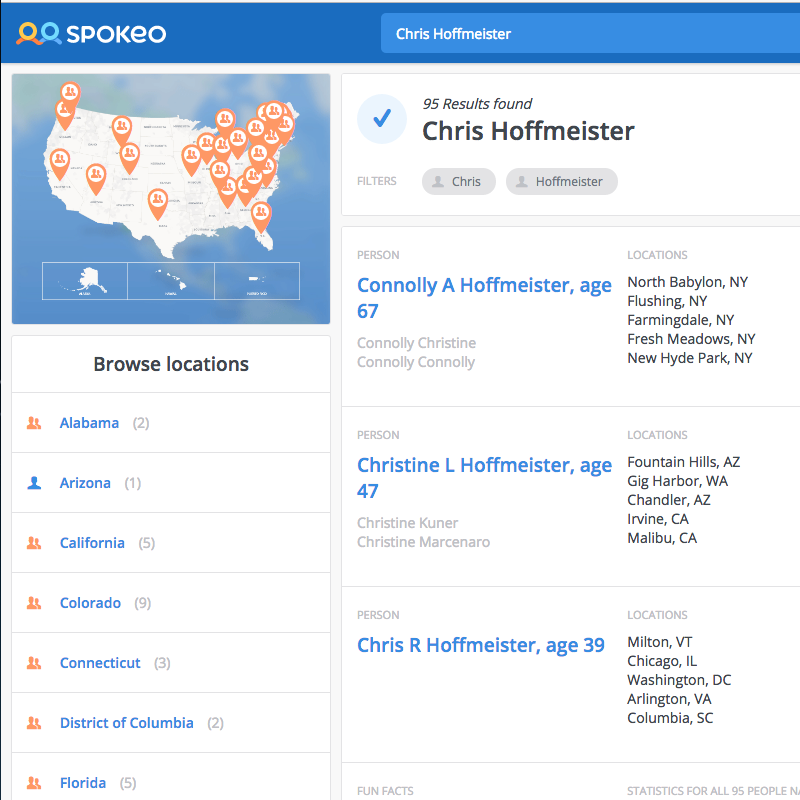 SPOKEO
Chris Hoffmeister
95 Results found
Chris Hoffmeister
FILTERS
Chris
Hoffmeister
Browse locations
Alabama (2)
Arizona (1)
California (5)
Colorado (9)
Connecticut (3)
District of Columbia (2)
Florida (5)
PERSON
Connolly A Hoffmeister, age
67
Connolly Christine
Connolly Connolly
LOCATIONS
North Babylon, NY
Flushing, NY
Farmingdale, NY
Fresh Meadows, NY
New Hyde Park, NY
PERSON
Christine L Hoffmeister, age
47
Christine Kuner
Christine Marcenaro
LOCATIONS
Fountain Hills, AZ
Gig Harbor, WA
Chandler, AZ
Irvine, CA
Malibu, CA
PERSON
Chris R Hoffmeister, age 39
LOCATIONS
Milton, VT
Chicago, IL
Washington, DC
Arlington, VA
Columbia, SC
FUN FACTS
STATISTICS FOR ALL 95 PEOPLE NA